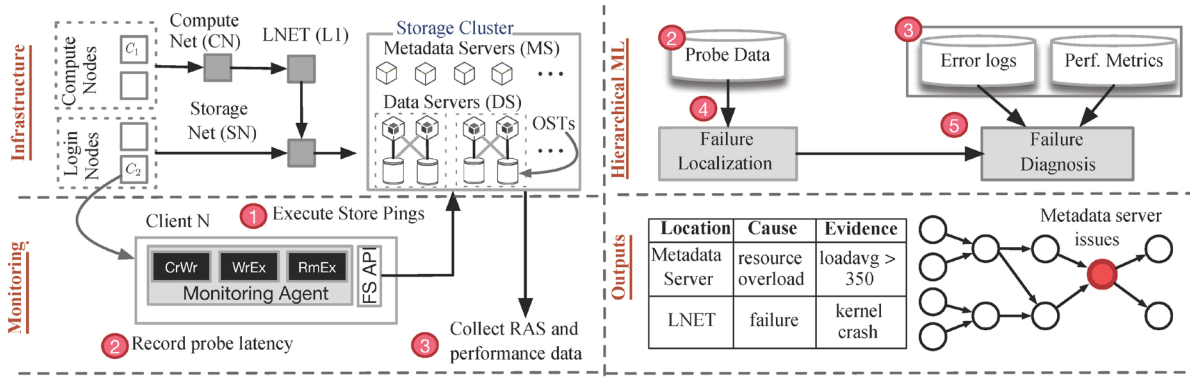 Infrastructure
Compute
Nodes
C1
Compute
Net (CN)
LNET (L1)
Storage
Net (SN)
Login
Nodes
C2
Storage Cluster
Metadata Servers (MS)
...
Data Servers (DS)
OSTs
...
Monitoring
Client N
1 Execute Store Pings
CrWr WrEx RmEx
Monitoring Agent
FS API
2 Record probe latency
3 Collect RAS and
performance data
Hierarchical ML
2 Probe Data
3
Error logs Perf. Metrics
4
Failure
Localization
5
Failure
Diagnosis
Outputs
Location Cause Evidence
Metadata resource loadavg >
Server overload 350
LNET failure kernel
crash
Metadata server
issues